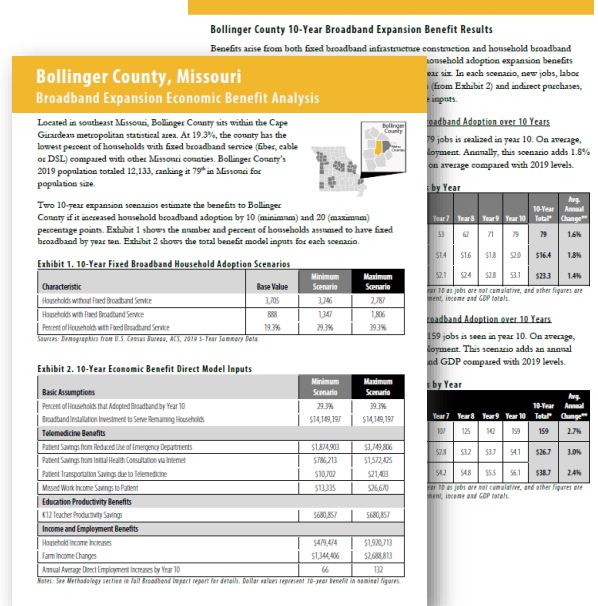 Bollinger County 10-Year Broadband Expansion Benefit Results
Benefits arise from both fixed broadband infrastructure construction and household broadband
household adoption expansion benefits
year six. In each scenario, new jobs, labor
(from Exhibit 2) and indirect purchases,
inputs.
Broadband Adoption over 10 Years
79 jobs is realized in year 10. On average,
employment. Annually, this scenario adds 1.8%
on average compared with 2019 levels.
s by Year
Year 7 Year 8 Year 9 Year 10 10-Year Total* Avg. Annual Change**
53 62 71 79 79 1.6%
$1.4 $1.6 $1.8 $2.0 $16.4 1.8%
$2.1 $2.4 $2.8 $3.1 $23.3 1.4%
year 10 as jobs are not cumulative, and other figures are
ment, income and GDP totals.
Broadband Adoption over 10 Years
159 jobs is seen in year 10. On average,
employment. This scenario adds an annual
and GDP compared with 2019 levels.
s by Year
Year 7 Year 8 Year 9 Year 10 10-Year Total* Avg. Annual Change**
107 125 142 159 159 2.7%
$2.8 $3.2 $3.7 $4.1 $26.7 3.0%
$4.2 $4.8 $5.5 $6.1 $38.7 2.4%
year 10 as jobs are not cumulative, and other figures are
ment, income and GDP totals.
Bollinger County, Missouri
Broadband Expansion Economic Benefit Analysis
Located in southeast Missouri, Bollinger County sits within the Cape
Girardeau metropolitan statistical area. At 19.3%, the county has the
lowest percent of households with fixed broadband service (fiber, cable
or DSL) compared with other Missouri counties. Bollinger County's
2019 population totaled 12,133, ranking it 79th in Missouri for
population size.
Bollinger
County
Two 10-year expansion scenarios estimate the benefits to Bollinger
County if it increased household broadband adoption by 10 (minimum) and 20 (maximum)
percentage points. Exhibit 1 shows the number and percent of households assumed to have fixed
broadband by year ten. Exhibit 2 shows the total benefit model inputs for each scenario.
Exhibit 1. 10-Year Fixed Broadband Household Adoption Scenarios
Characteristic Base Value Minimum Scenario Maximum Scenario
Households without Fixed Broadband Service 3,705 3,246 2,787
Households with Fixed Broadband Service 888 1,347 1,806
Percent of Households with Fixed Broadband Service 19.3% 29.3% 39.3%
Sources: Demographics from U.S. Census Bureau, ACS, 2019 5-Year Summary Data.
Exhibit 2. 10-Year Economic Benefit Direct Model Inputs
Basic Assumptions Minimum Scenario Maximum Scenario
Percent of Households that Adopted Broadband by Year 10 29.3% 39.3%
Broadband Installation Investment to Serve Remaining Households $14,149,197 $14,149,197
Telemedicine Benefits
Patient Savings from Reduced Use of Emergency Departments $1,874,903 $3,749,806
Patient Savings from Initial Health Consultation via Internet $786,213 $1,572,425
Patient Transportation Savings due to Telemedicine $10,702 $21,403
Missed Work Income Savings to Patient $13,335 $26,670
Education Productivity Benefits
K12 Teacher Productivity Savings $680,857 $680,857
Income and Employment Benefits
Household Income Increases $479,474 $1,920,713
Farm Income Changes $1,344,406 $2,688,813
Annual Average Direct Employment Increases by Year 10 66 132
Notes: See Methodology section in full Broadband Impact report for details. Dollar values represent 10-year benefit in nominal figures.